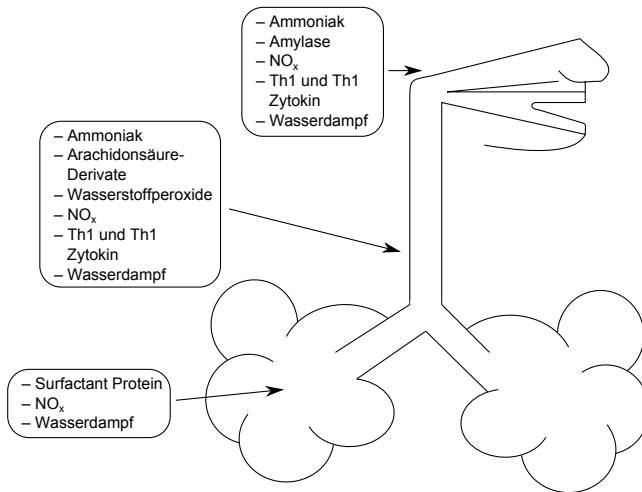 – Ammoniak
– Amylase
– NOₓ
– Th1 und Th1
Zytokin
– Wasserdampf
– Ammoniak
– Arachidonsäure-
Derivate
– Wasserstoffperoxide
– NOₓ
– Th1 und Th1
Zytokin
– Wasserdampf
– Surfactant Protein
– NOₓ
– Wasserdampf